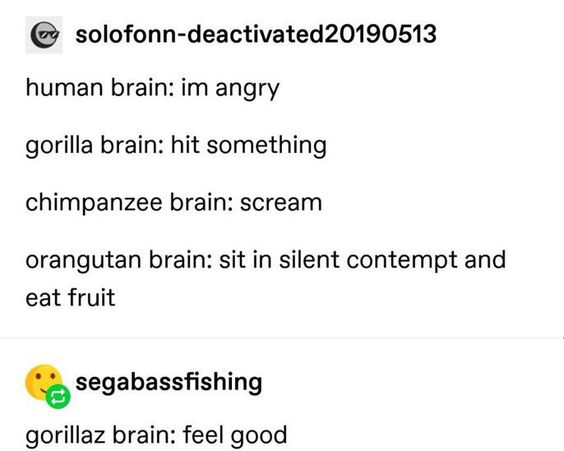 solofonn-deactivated20190513
human brain: im angry
gorilla brain: hit something
chimpanzee brain: scream
orangutan brain: sit in silent contempt and
eat fruit
segabassfishing
gorillaz brain: feel good